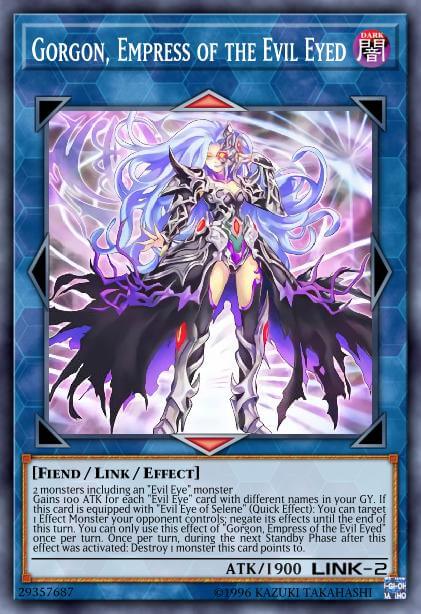 GORGON, EMPRESS OF THE EVIL EYED
DARK
闇
[FIEND / LINK / EFFECT]
2 monsters including an "Evil Eye" monster
Gains 100 ATK for each "Evil Eye" card with different names in your GY. If
this card is equipped with "Evil Eye of Selene" (Quick Effect): You can target
1 Effect Monster your opponent controls; negate its effects until the end of
this turn. You can only use this effect of "Gorgon, Empress of the Evil Eyed"
once per turn. Once per turn, during the next Standby Phase after this
effect was activated: Destroy 1 monster this card points to.
ATK/1900 LINK-2
29357687 ©1996 KAZUKI TAKAHASHI